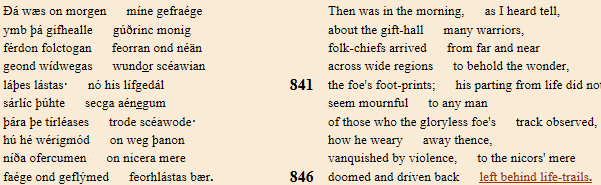 Ðá wæs on morgen míne gefraége
ymb þá gifhealle gúðrinc monig
férdon folctogan feorran ond néän
geond wídwegas wundor scéawian
láþes lástas· nó his lífgedál
sárlíc þúhte secga aénegum
þára þe tírléases trode scéawode·
hú hé wérigmód on weg þanon
níða ofercumen on nicera mere
faége ond geflýmed feorhlástas bær.
Then was in the morning, as I heard tell,
about the gift-hall many warriors,
folk-chiefs arrived from far and near
across wide regions to behold the wonder,
841 the foe's foot-prints; his parting from life did no
seem mournful to any man
of those who the gloryless foe's track observed,
how he weary away thence,
vanquished by violence, to the nicors' mere
846 doomed and driven back left behind life-trails.